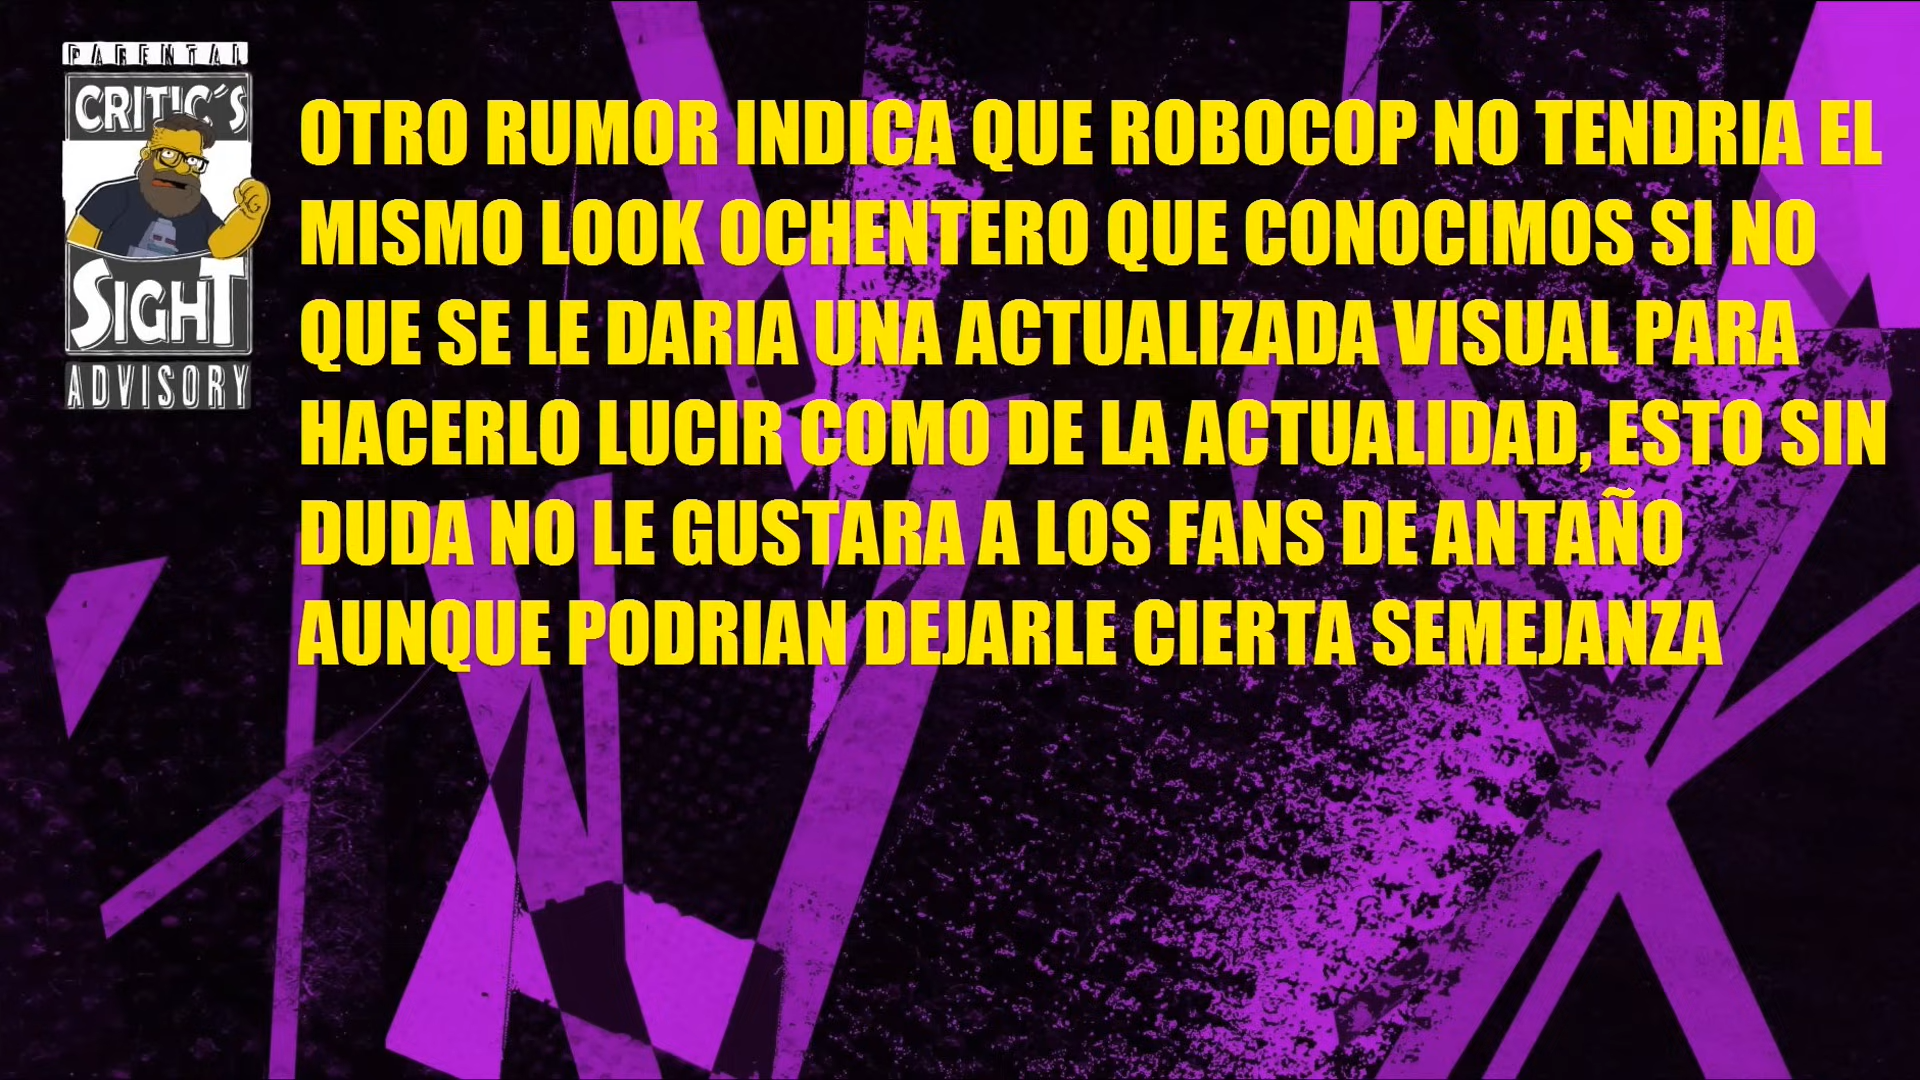 PARENTAL
CRITIC´S
SIGHT
ADVISORY
OTRO RUMOR INDICA QUE ROBOCOP NO TENDRIA EL
MISMO LOOK OCHENTERO QUE CONOCIMOS SI NO
QUE SE LE DARIA UNA ACTUALIZADA VISUAL PARA
HACERLO LUCIR COMO DE LA ACTUALIDAD, ESTO SIN
DUDA NO LE GUSTARA A LOS FANS DE ANTAÑO
AUNQUE PODRIAN DEJARLE CIERTA SEMEJANZA